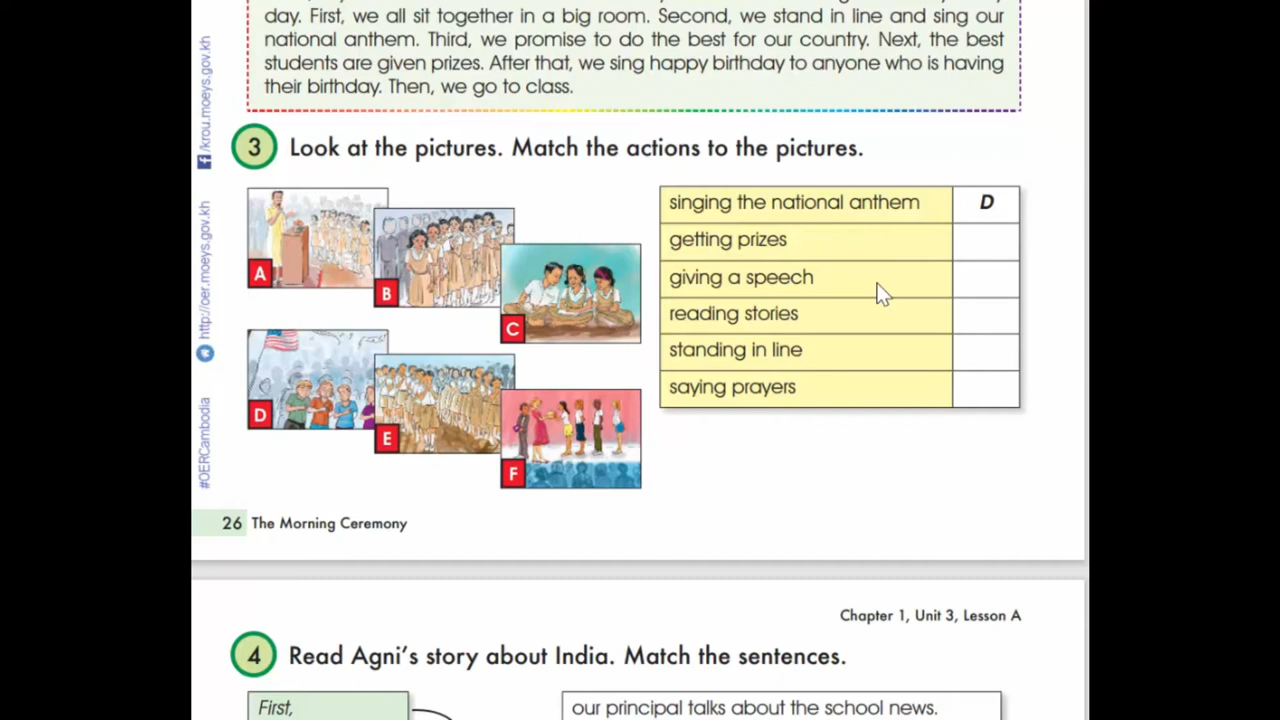 day. First, we all sit together in a big room. Second, we stand in line and sing our
national anthem. Third, we promise to do the best for our country. Next, the best
students are given prizes. After that, we sing happy birthday to anyone who is having
their birthday. Then, we go to class.
3 Look at the pictures. Match the actions to the pictures.
A
B
C
D
E
F
singing the national anthem D
getting prizes
giving a speech
reading stories
standing in line
saying prayers
#OERCambodia http://oer.moeys.gov.kh f /krou.moeys.gov.kh
26 The Morning Ceremony
Chapter 1, Unit 3, Lesson A
4 Read Agni's story about India. Match the sentences.
First,
our principal talks about the school news.